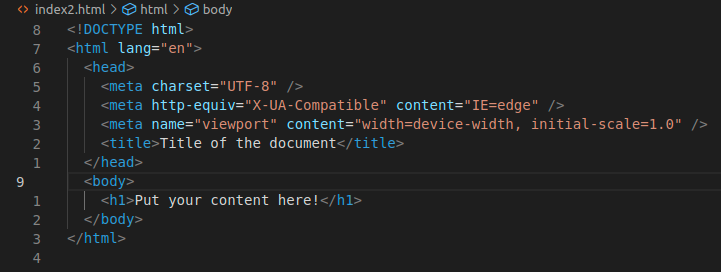 index2.html > html > body
8 <!DOCTYPE html>
7 <html lang="en">
6 <head>
5 <meta charset="UTF-8" />
4 <meta http-equiv="X-UA-Compatible" content="IE=edge" />
3 <meta name="viewport" content="width=device-width, initial-scale=1.0" />
2 <title>Title of the document</title>
1 </head>
9 <body>
1 <h1>Put your content here!</h1>
2 </body>
3 </html>
4